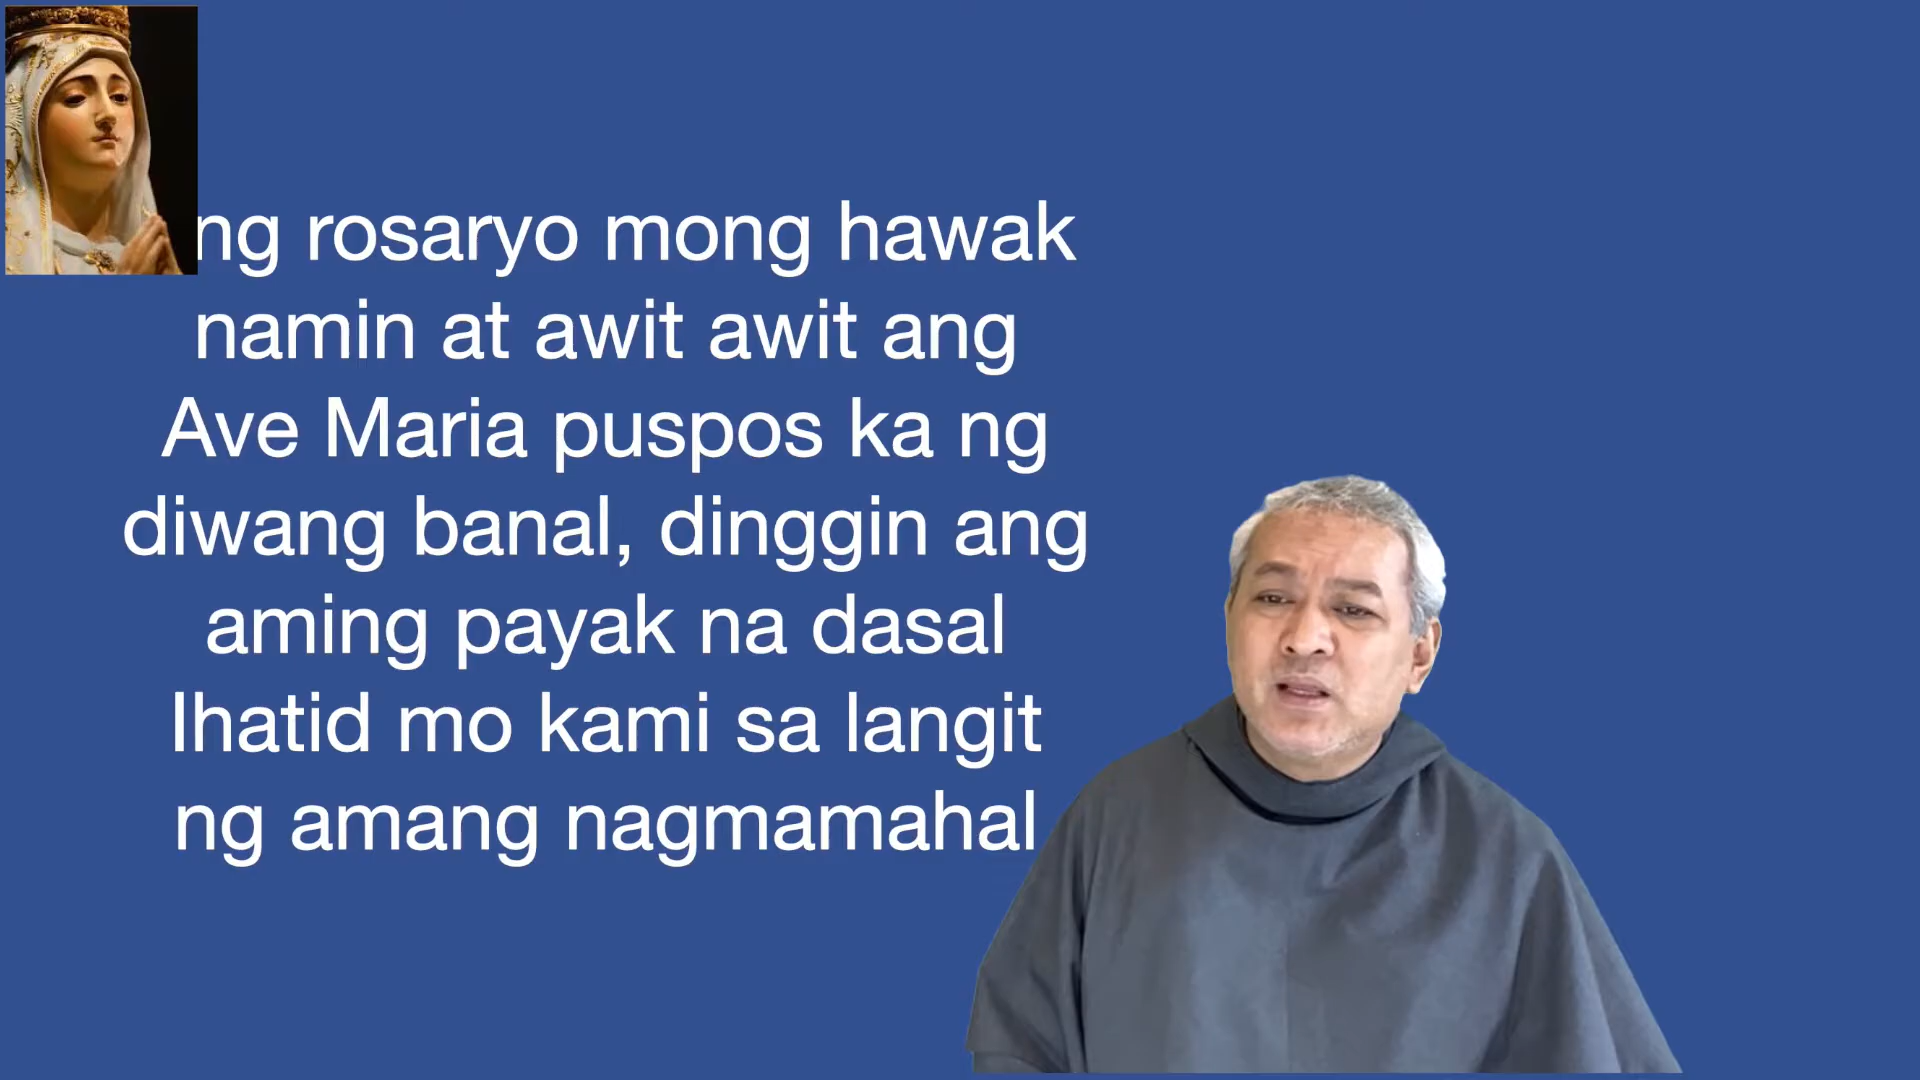 ng rosaryo mong hawak
namin at awit awit ang
Ave Maria puspos ka ng
diwang banal, dinggin ang
aming payak na dasal
Ihatid mo kami sa langit
ng amang nagmamahal